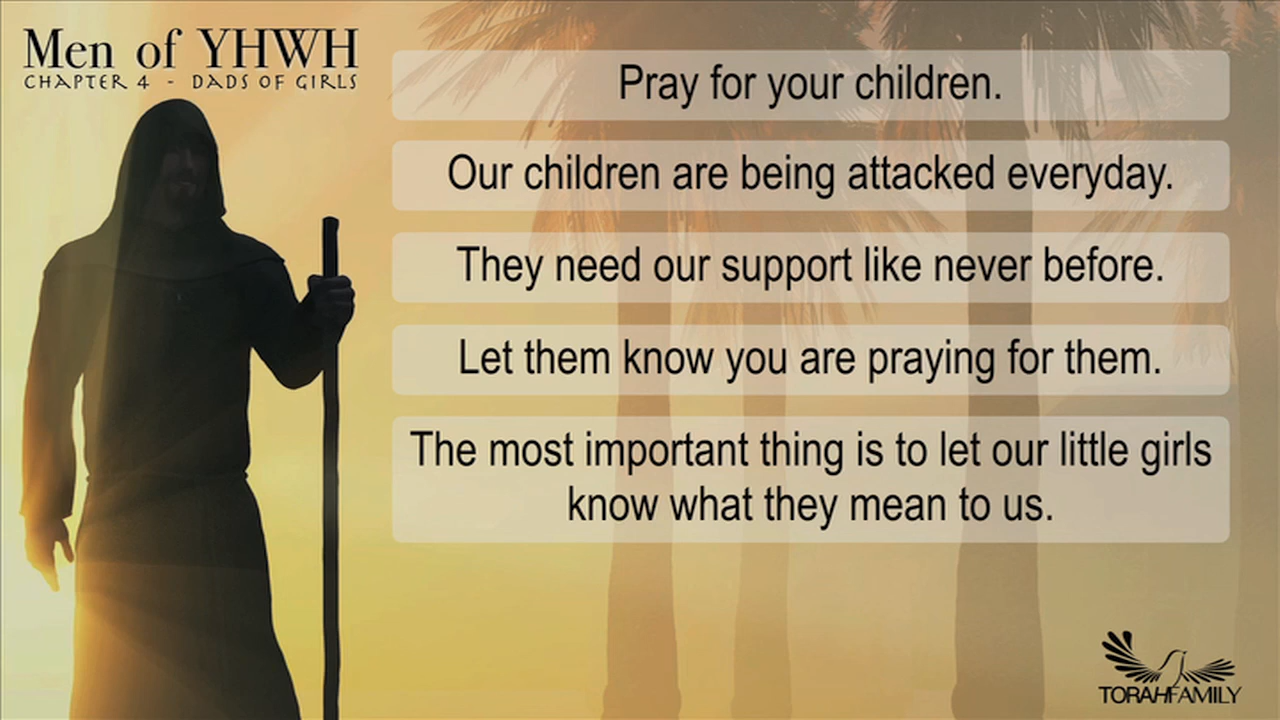 Men of YHWH
CHAPTER 4 - DADS OF GIRLS
Pray for your children.
Our children are being attacked everyday.
They need our support like never before.
Let them know you are praying for them.
The most important thing is to let our little girls
know what they mean to us.
TORAHFAMILY